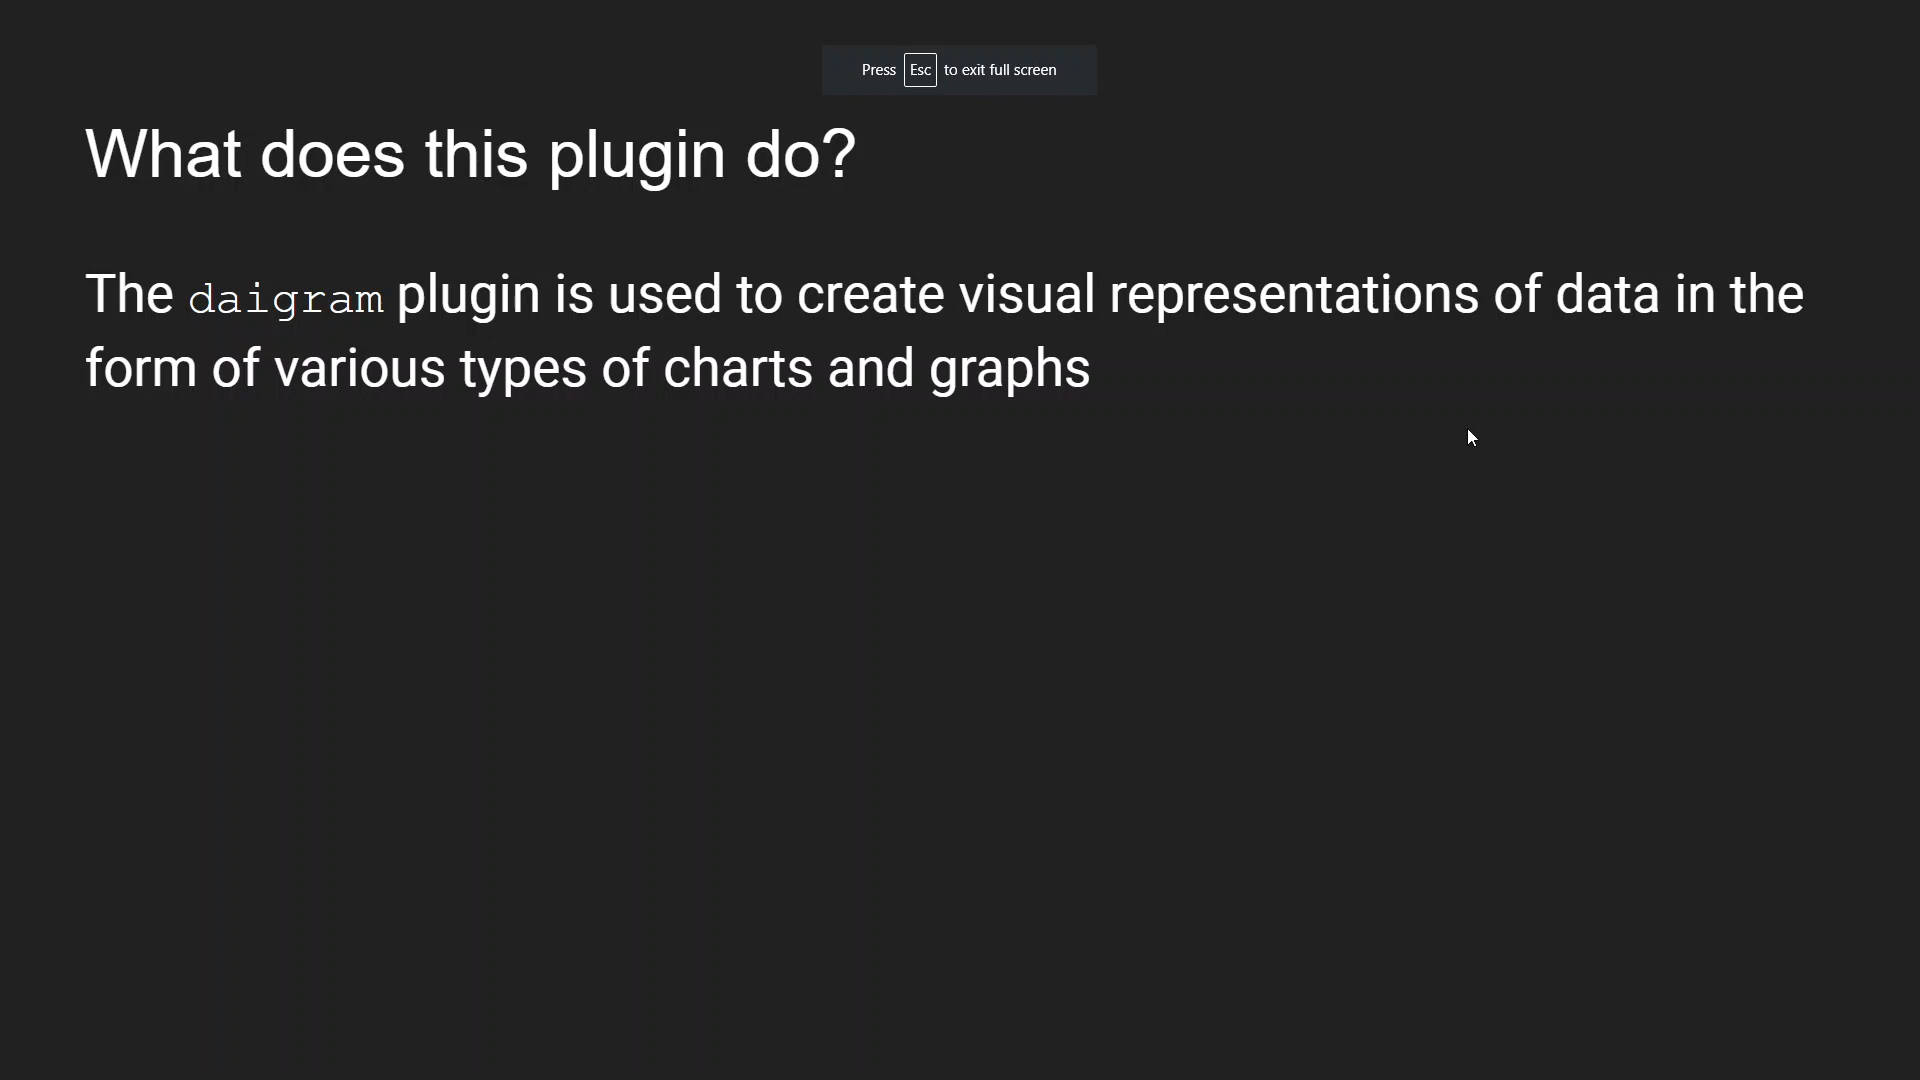 Press Esc to exit full screen
What does this plugin do?
The daigram plugin is used to create visual representations of data in the
form of various types of charts and graphs